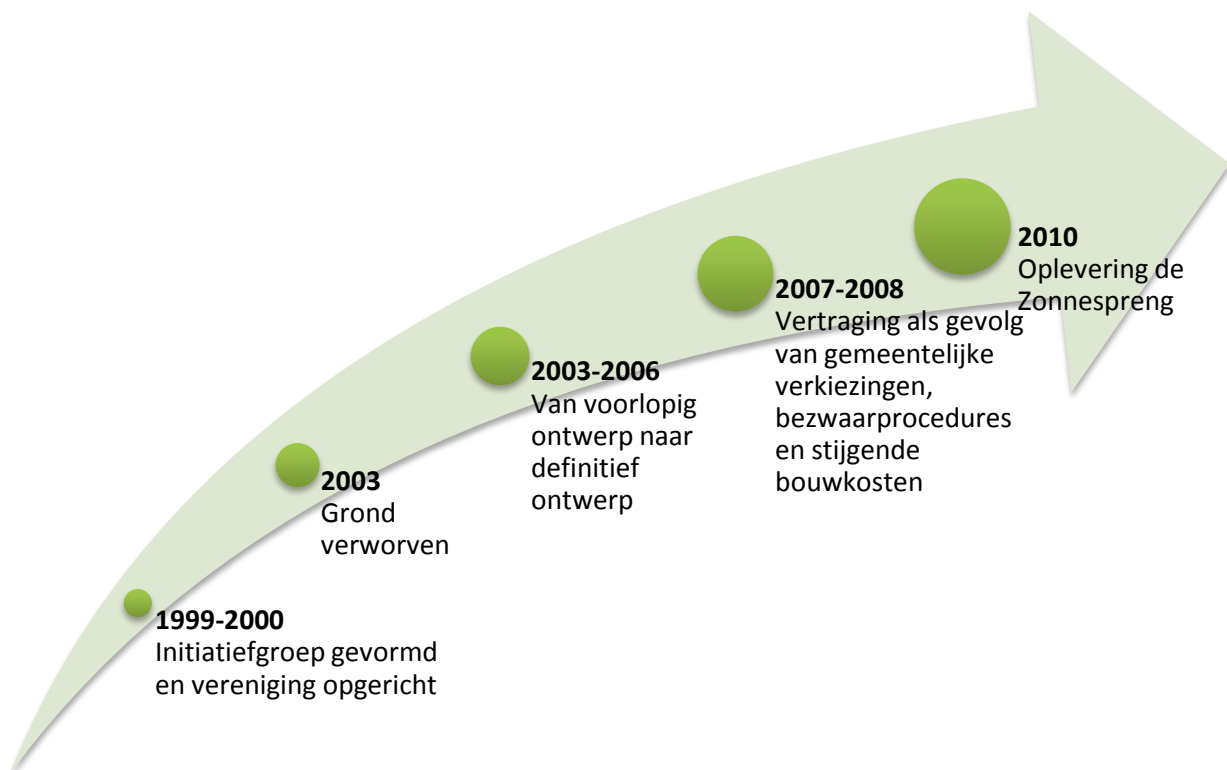 1999-2000
Initiatiefgroep gevormd
en vereniging opgericht
2003
Grond
verworven
2003-2006
Van voorlopig
ontwerp naar
definitief
ontwerp
2007-2008
Vertraging als gevolg
van gemeentelijke
verkiezingen,
bezwaarprocedures
en stijgende
bouwkosten
2010
Oplevering de
Zonnespreng